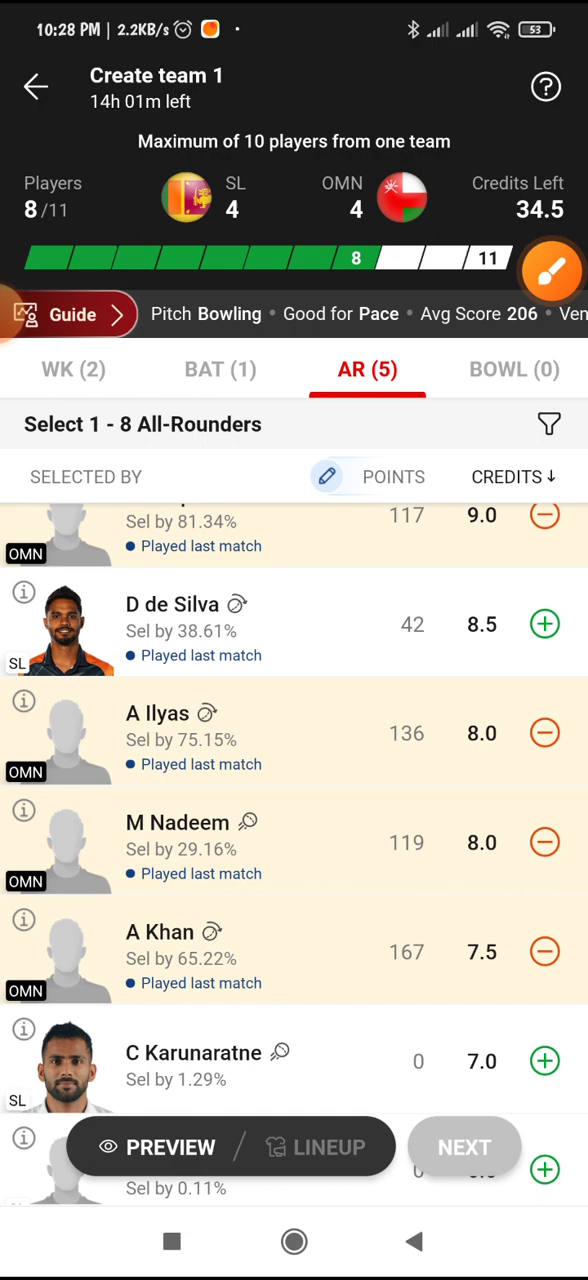 10:28 PM | 2.2KB/s
53
Create team 1
14h 01m left
Maximum of 10 players from one team
Players
8/11
SL
4
OMN
4
Credits Left
34.5
8
11
Guide
Pitch Bowling • Good for Pace • Avg Score 206 • Ven
WK (2)
BAT (1)
AR (5)
BOWL (0)
Select 1 - 8 All-Rounders
SELECTED BY
POINTS
CREDITS↓
Sel by 81.34%
117
9.0
OMN
Played last match
D de Silva
Sel by 38.61%
42
8.5
SL
Played last match
A Ilyas
Sel by 75.15%
136
8.0
OMN
Played last match
M Nadeem
Sel by 29.16%
119
8.0
OMN
Played last match
A Khan
Sel by 65.22%
167
7.5
OMN
Played last match
C Karunaratne
Sel by 1.29%
0
7.0
SL
PREVIEW / LINEUP
NEXT
Sel by 0.11%